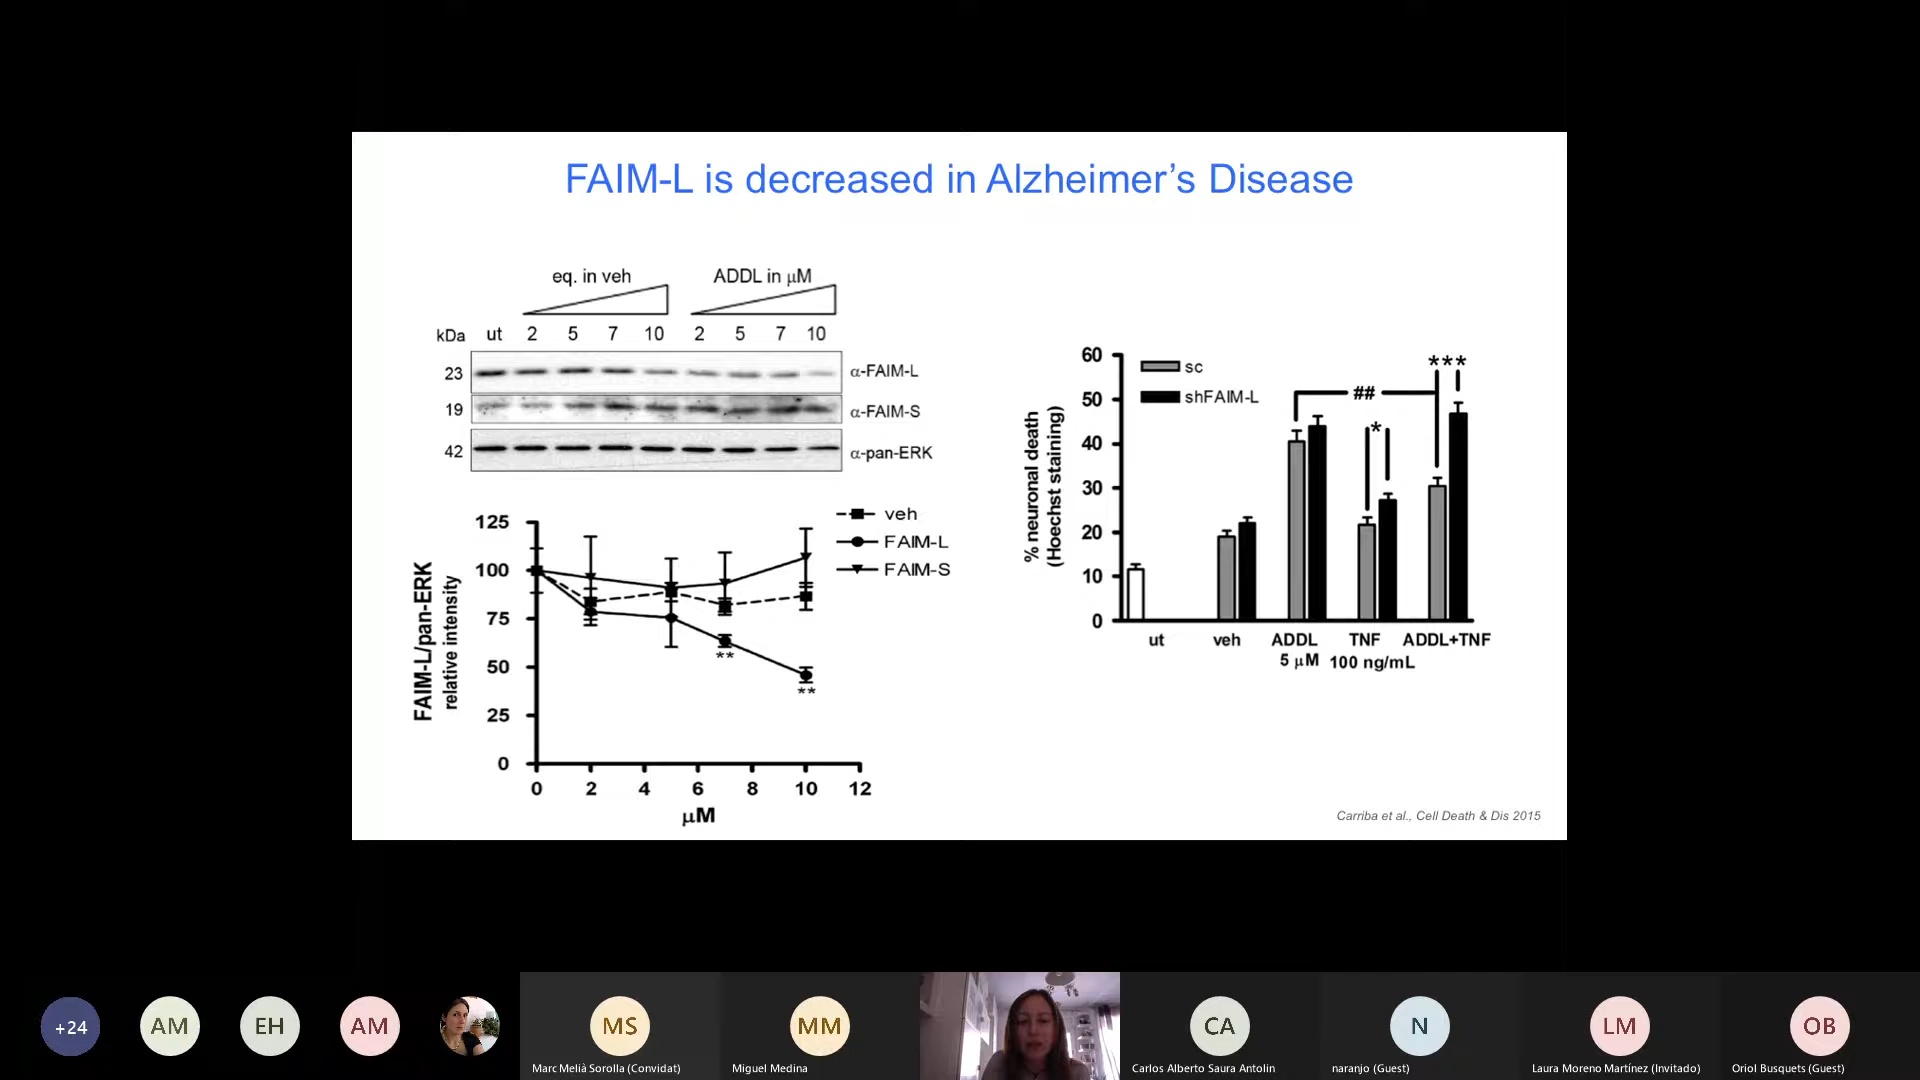 FAIM-L is decreased in Alzheimer’s Disease
eq. in veh
ADDL in µM
kDa ut 2 5 7 10 2 5 7 10
23 α-FAIM-L
19 α-FAIM-S
42 α-pan-ERK
125
100
75
50
25
0
FAIM-L/pan-ERK
relative intensity
veh
FAIM-L
FAIM-S
**
**
0 2 4 6 8 10 12
µM
60
50
40
30
20
10
0
% neuronal death
(Hoechst staining)
sc
shFAIM-L
##
*
***
ut veh ADDL TNF ADDL+TNF
5 µM 100 ng/mL
Carriba et al., Cell Death & Dis 2015
+24
AM
EH
AM
MS
MM
CA
N
LM
OB
Marc Melià Sorolla (Convidat)
Miguel Medina
Carlos Alberto Saura Antolin
naranjo (Guest)
Laura Moreno Martínez (Invitado)
Oriol Busquets (Guest)